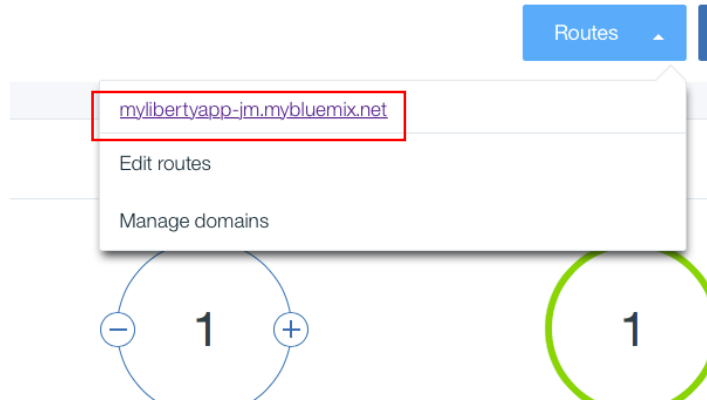 Routes
mylibertyapp-jm.mybluemix.net
Edit routes
Manage domains
1
1